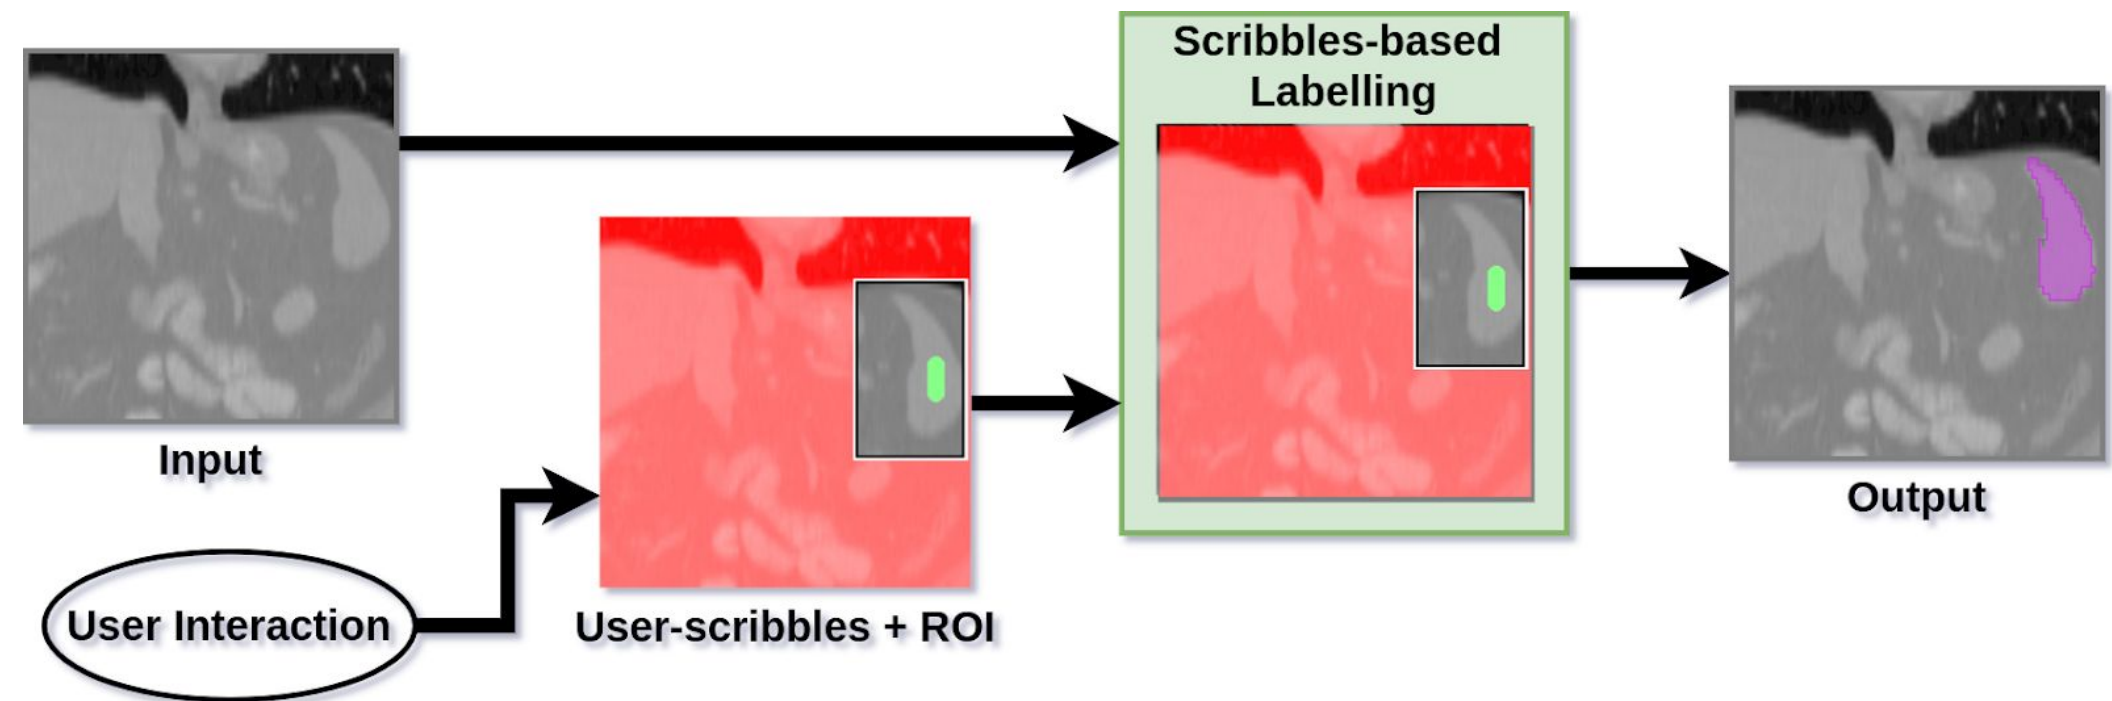 Scribbles-based
Labelling
Input
Output
User Interaction
User-scribbles + ROI